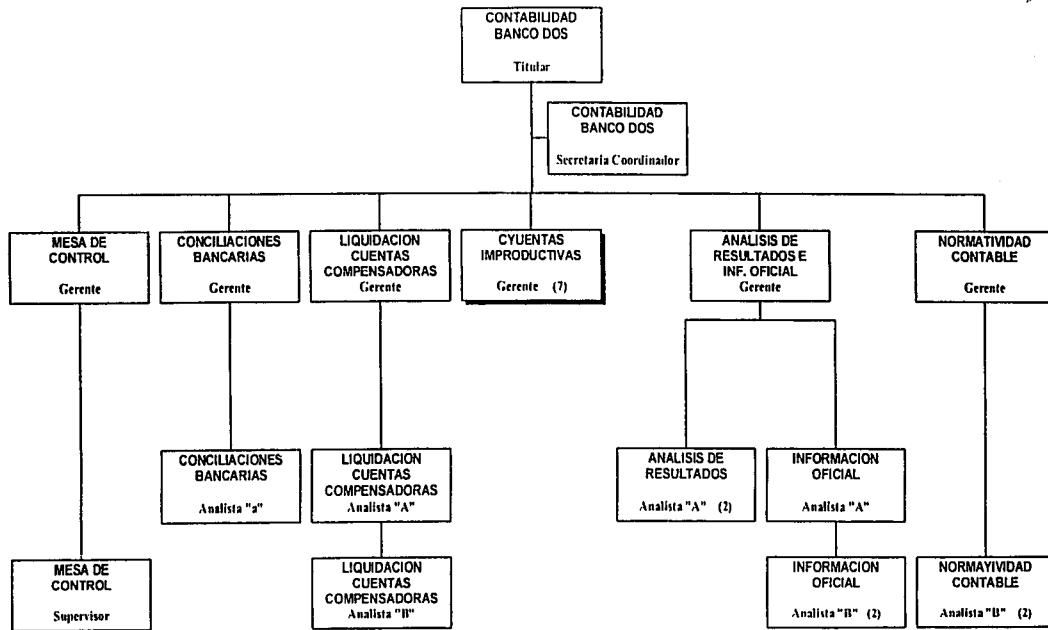 CONTABILIDAD
BANCO DOS
Titular
CONTABILIDAD
BANCO DOS
Secretaria Coordinador
MESA DE
CONTROL
Gerente
CONCILIACIONES
BANCARIAS
Gerente
LIQUIDACION
CUENTAS
COMPENSADORAS
Gerente
CYUENTAS
IMPRODUCTIVAS
Gerente (7)
ANALISIS DE
RESULTADOS E
INF. OFICIAL
Gerente
NORMATIVIDAD
CONTABLE
Gerente
CONCILIACIONES
BANCARIAS
Analista "a"
LIQUIDACION
CUENTAS
COMPENSADORAS
Analista "A"
ANALISIS DE
RESULTADOS
Analista "A" (2)
INFORMACION
OFICIAL
Analista "A"
MESA DE
CONTROL
Supervisor
LIQUIDACION
CUENTAS
COMPENSADORAS
Analista "B"
INFORMACION
OFICIAL
Analista "B" (2)
NORMAYIVIDAD
CONTABLE
Analista "B" (2)